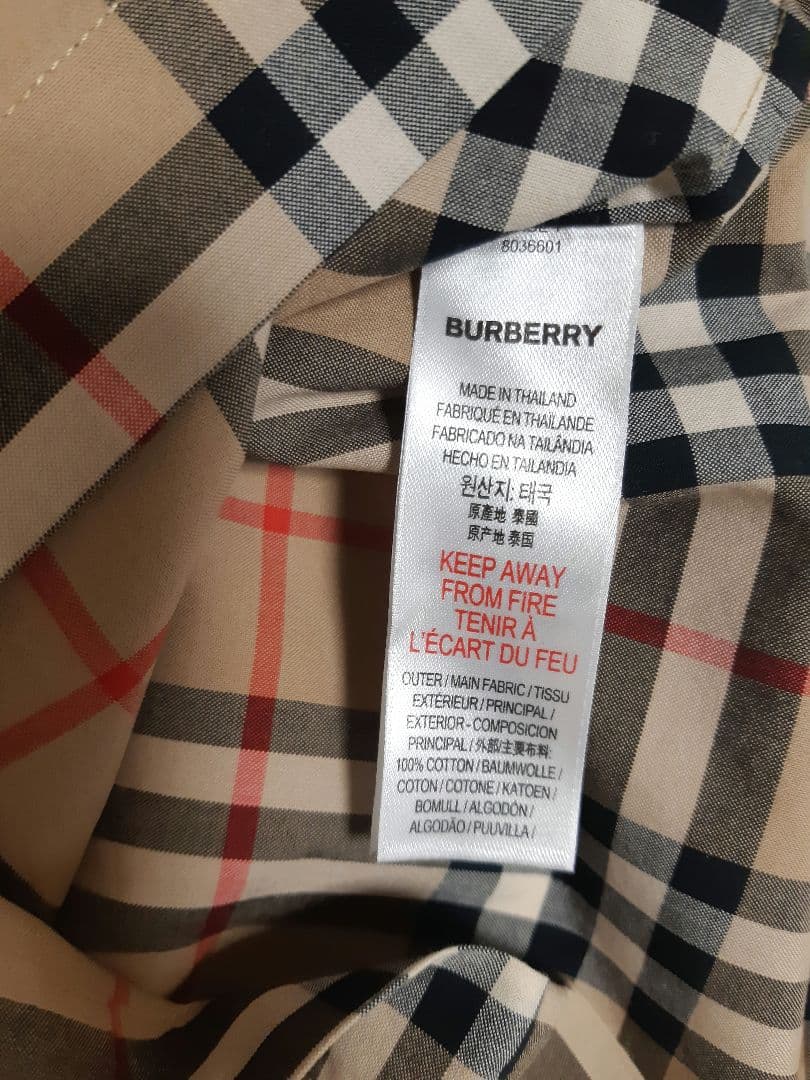 8036601
BURBERRY
MADE IN THAILAND
FABRIQUÉ EN THAÏLANDE
FABRICADO NA TAILÂNDIA
HECHO EN TAILANDIA
원산지: 태국
原產地 泰國
原产地 泰国
KEEP AWAY
FROM FIRE
TENIR À
L'ÉCART DU FEU
OUTER / MAIN FABRIC / TISSU
EXTÉRIEUR / PRINCIPAL /
EXTERIOR - COMPOSICION
PRINCIPAL / 外部/主要布料:
100% COTTON / BAUMWOLLE /
COTON / COTONE / KATOEN /
BOMULL / ALGODÓN /
ALGODÃO / PUUVILLA /